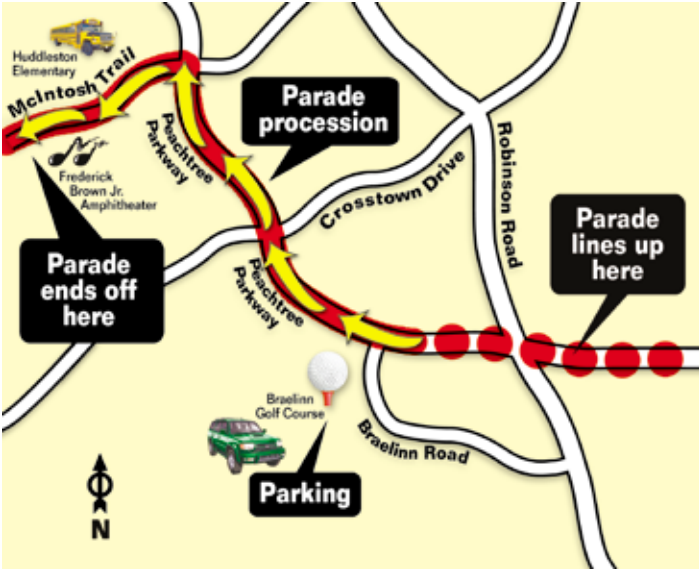 Huddleston
Elementary
McIntosh Trail
Frederick
Brown Jr.
Amphitheater
Parade
ends off
here
Peachtree
Parkway
Parade
procession
Crosstown Drive
Robinson Road
Parade
lines up
here
Peachtree
Parkway
Braelinn
Golf Course
Parking
Braelinn Road
N